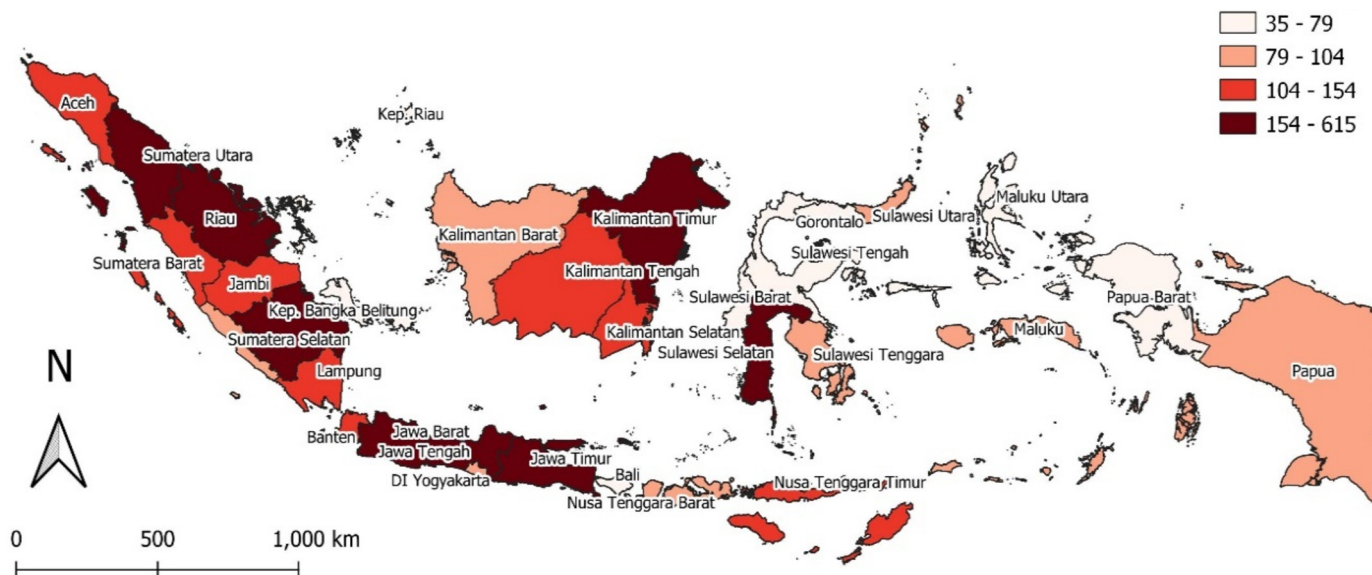 35 - 79
79 - 104
104 - 154
154 - 615
Aceh
Kep. Riau
Sumatera Utara
Riau
Sumatera Barat
Jambi
Kep. Bangka Belitung
Sumatera Selatan
Lampung
Kalimantan Barat
Kalimantan Timur
Kalimantan Tengah
Kalimantan Selatan
Gorontalo
Sulawesi Utara
Sulawesi Tengah
Sulawesi Barat
Sulawesi Selatan
Sulawesi Tenggara
Maluku Utara
Papua Barat
Maluku
Papua
Banten
Jawa Barat
Jawa Tengah
Jawa Timur
DI Yogyakarta
Bali
Nusa Tenggara Barat
Nusa Tenggara Timur
N
0 500 1,000 km